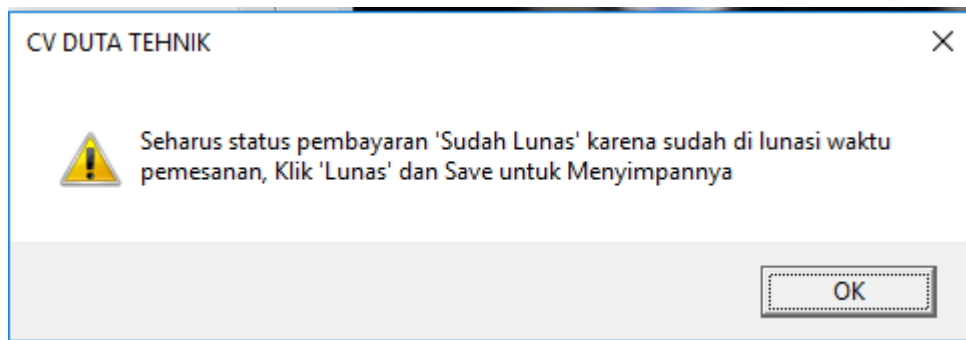 CV DUTA TEHNIK
Seharus status pembayaran 'Sudah Lunas' karena sudah di lunasi waktu
pemesanan, Klik 'Lunas' dan Save untuk Menyimpannya
OK